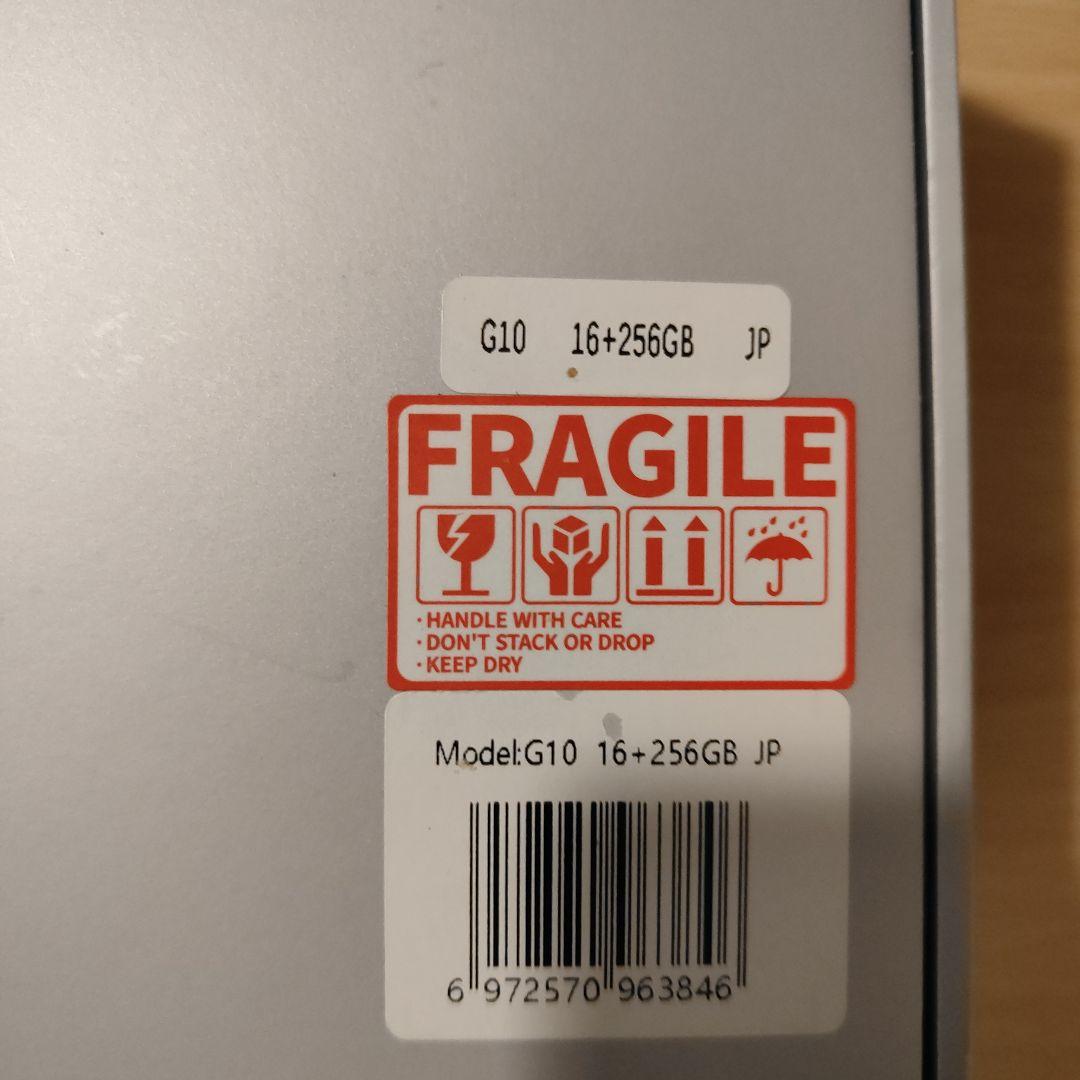 G10 16+256GB JP
FRAGILE
·HANDLE WITH CARE
·DON'T STACK OR DROP
·KEEP DRY
Model:G10 16+256GB JP
6 972570 963846